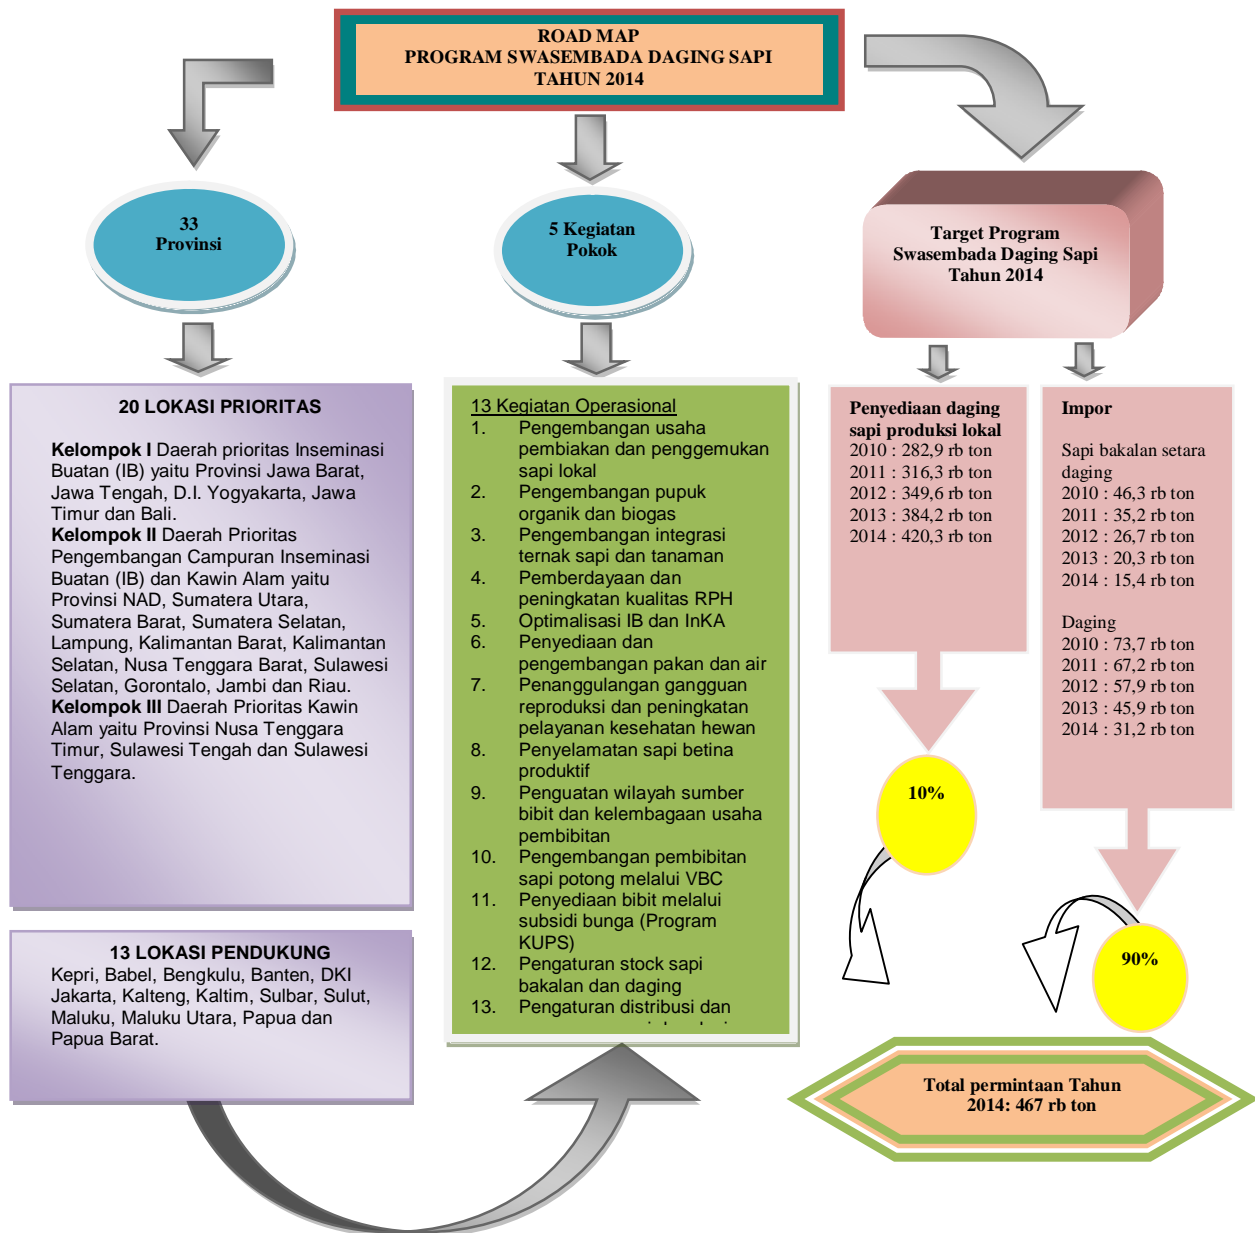 ROAD MAP
PROGRAM SWASEMBADA DAGING SAPI
TAHUN 2014
33
Provinsi
5 Kegiatan
Pokok
Target Program
Swasembada Daging Sapi
Tahun 2014
20 LOKASI PRIORITAS
Kelompok I Daerah prioritas Inseminasi
Buatan (IB) yaitu Provinsi Jawa Barat,
Jawa Tengah, D.I. Yogyakarta, Jawa
Timur dan Bali.
Kelompok II Daerah Prioritas
Pengembangan Campuran Inseminasi
Buatan (IB) dan Kawin Alam yaitu
Provinsi NAD, Sumatera Utara,
Sumatera Barat, Sumatera Selatan,
Lampung, Kalimantan Barat, Kalimantan
Selatan, Nusa Tenggara Barat, Sulawesi
Selatan, Gorontalo, Jambi dan Riau.
Kelompok III Daerah Prioritas Kawin
Alam yaitu Provinsi Nusa Tenggara
Timur, Sulawesi Tengah dan Sulawesi
Tenggara.
13 LOKASI PENDUKUNG
Kepri, Babel, Bengkulu, Banten, DKI
Jakarta, Kalteng, Kaltim, Sulbar, Sulut,
Maluku, Maluku Utara, Papua dan
Papua Barat.
13 Kegiatan Operasional
1. Pengembangan usaha
pembiakan dan penggemukan
sapi lokal
2. Pengembangan pupuk
organik dan biogas
3. Pengembangan integrasi
ternak sapi dan tanaman
4. Pemberdayaan dan
peningkatan kualitas RPH
5. Optimalisasi IB dan InKA
6. Penyediaan dan
pengembangan pakan dan air
7. Penanggulangan gangguan
reproduksi dan peningkatan
pelayanan kesehatan hewan
8. Penyelamatan sapi betina
produktif
9. Penguatan wilayah sumber
bibit dan kelembagaan usaha
pembibitan
10. Pengembangan pembibitan
sapi potong melalui VBC
11. Penyediaan bibit melalui
subsidi bunga (Program
KUPS)
12. Pengaturan stock sapi
bakalan dan daging
13. Pengaturan distribusi dan
Penyediaan daging
sapi produksi lokal
2010 : 282,9 rb ton
2011 : 316,3 rb ton
2012 : 349,6 rb ton
2013 : 384,2 rb ton
2014 : 420,3 rb ton
10%
Impor
Sapi bakalan setara
daging
2010 : 46,3 rb ton
2011 : 35,2 rb ton
2012 : 26,7 rb ton
2013 : 20,3 rb ton
2014 : 15,4 rb ton
Daging
2010 : 73,7 rb ton
2011 : 67,2 rb ton
2012 : 57,9 rb ton
2013 : 45,9 rb ton
2014 : 31,2 rb ton
90%
Total permintaan Tahun
2014: 467 rb ton